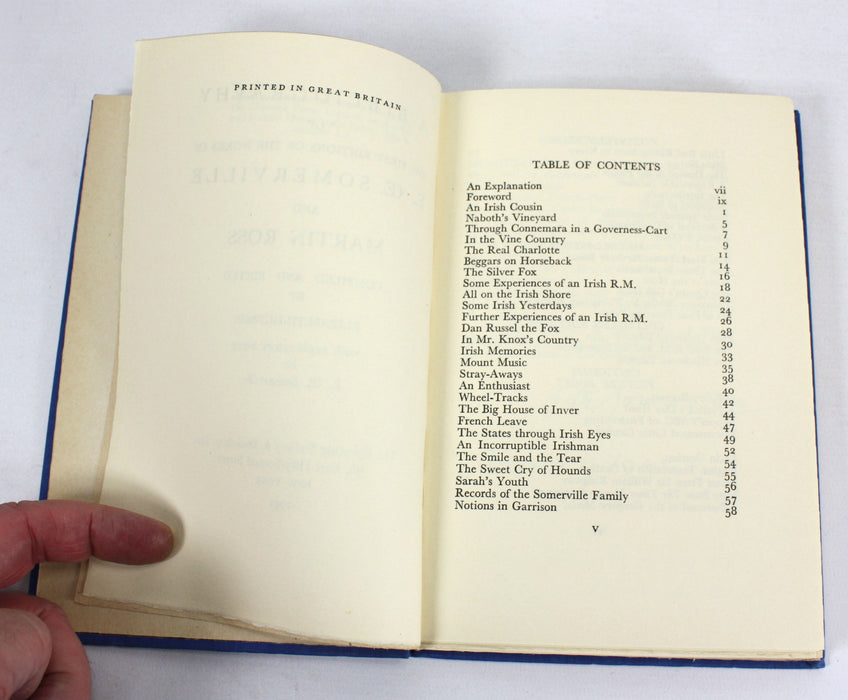 PRINTED IN GREAT BRITAIN
TABLE OF CONTENTS
An Explanation vii
Foreword ix
An Irish Cousin 1
Naboth's Vineyard 5
Through Connemara in a Governess-Cart 7
In the Vine Country 9
The Real Charlotte 11
Beggars on Horseback 14
The Silver Fox 16
Some Experiences of an Irish R.M. 18
All on the Irish Shore 22
Some Irish Yesterdays 24
Further Experiences of an Irish R.M. 26
Dan Russel the Fox 28
In Mr. Knox's Country 30
Irish Memories 33
Mount Music 35
Stray-Aways 38
An Enthusiast 40
Wheel-Tracks 42
The Big House of Inver 44
French Leave 47
The States through Irish Eyes 49
An Incorruptible Irishman 52
The Smile and the Tear 54
The Sweet Cry of Hounds 55
Sarah's Youth 56
Records of the Somerville Family 57
Notions in Garrison 58
v